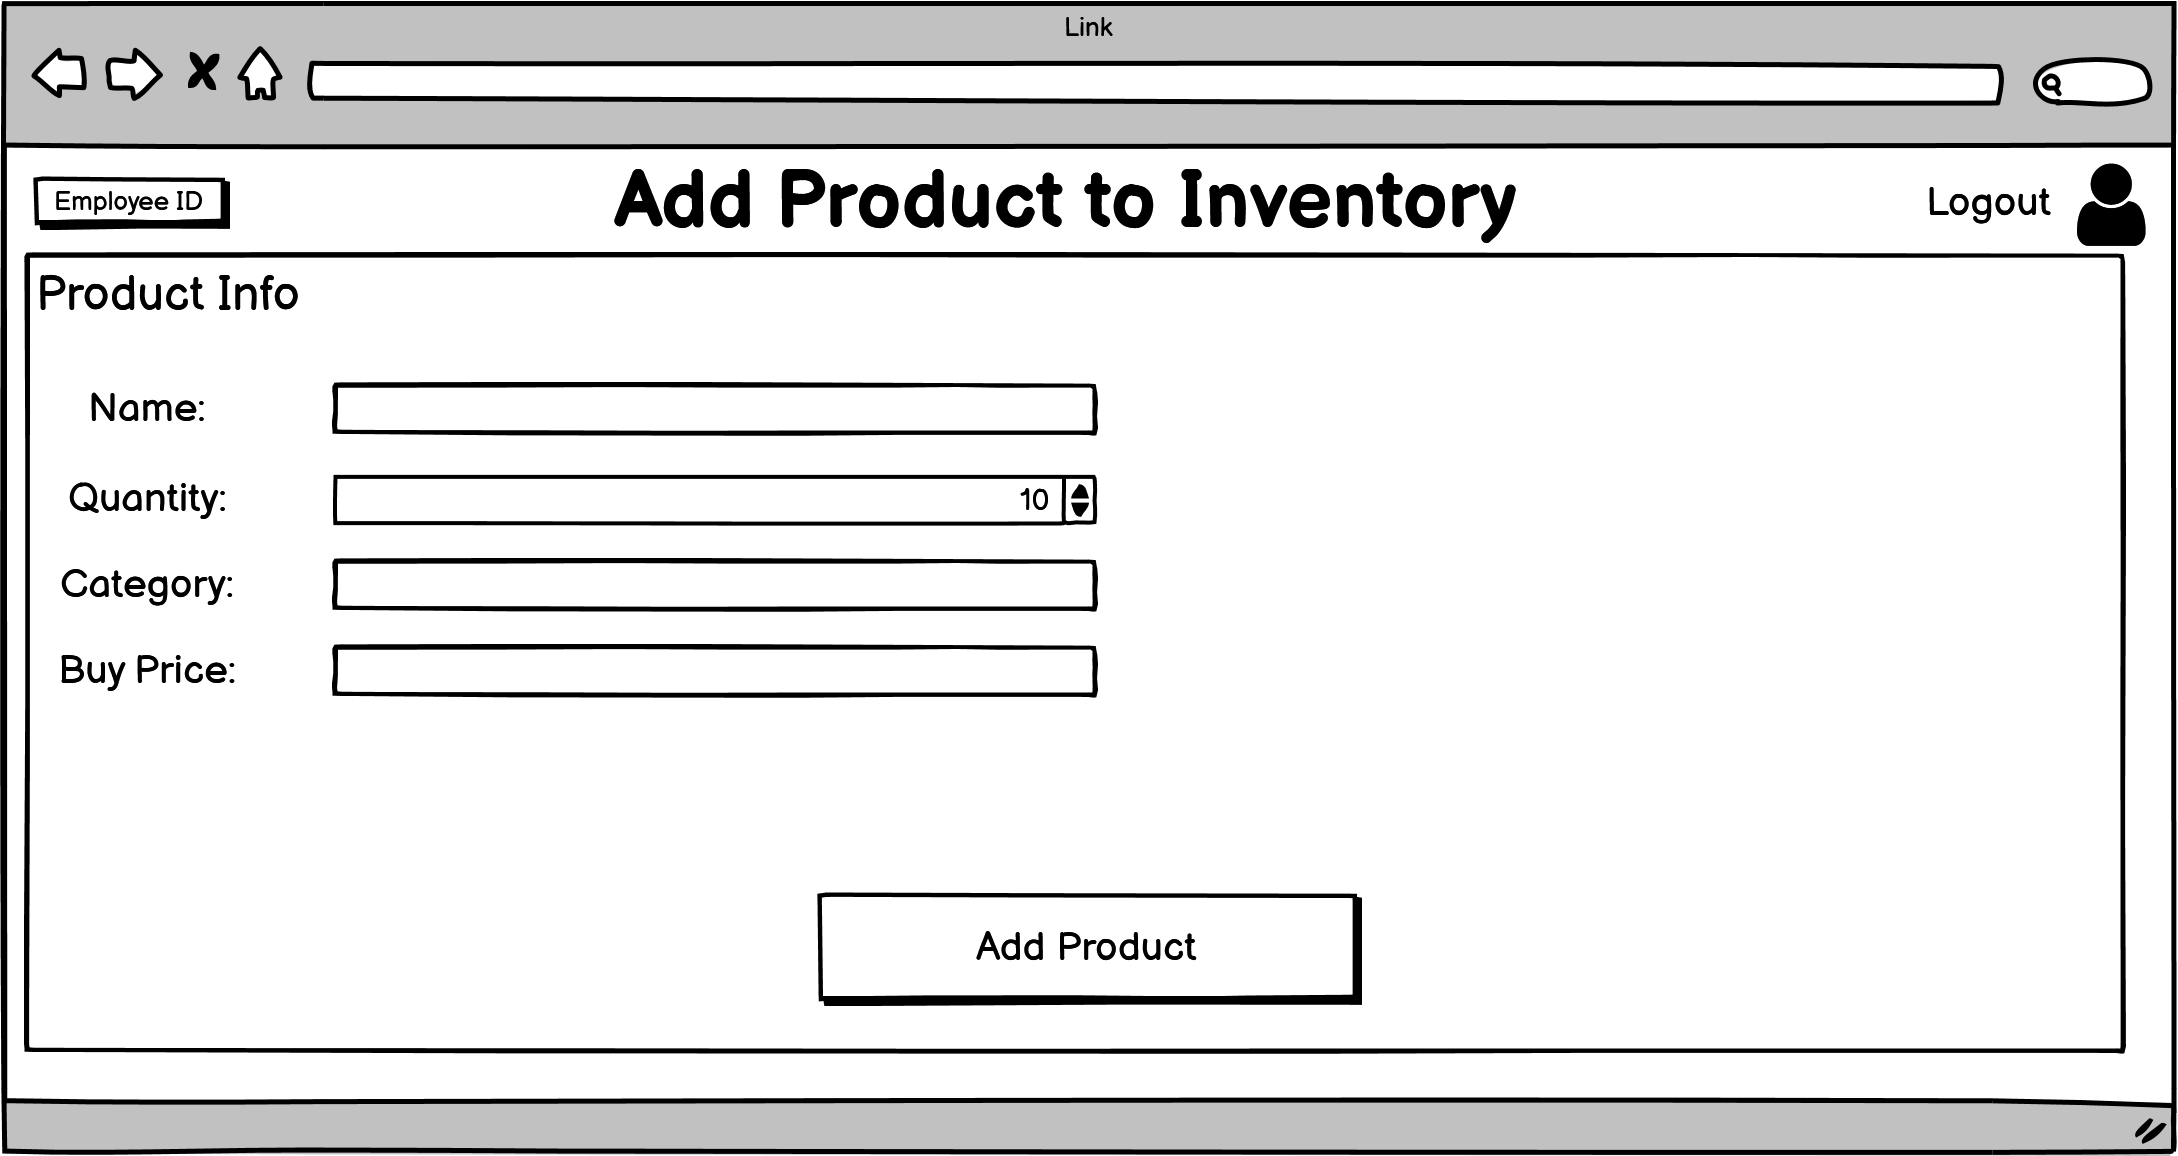 Link
Employee ID
Add Product to Inventory
Logout
Product Info
Name:
Quantity:
10
Category:
Buy Price:
Add Product